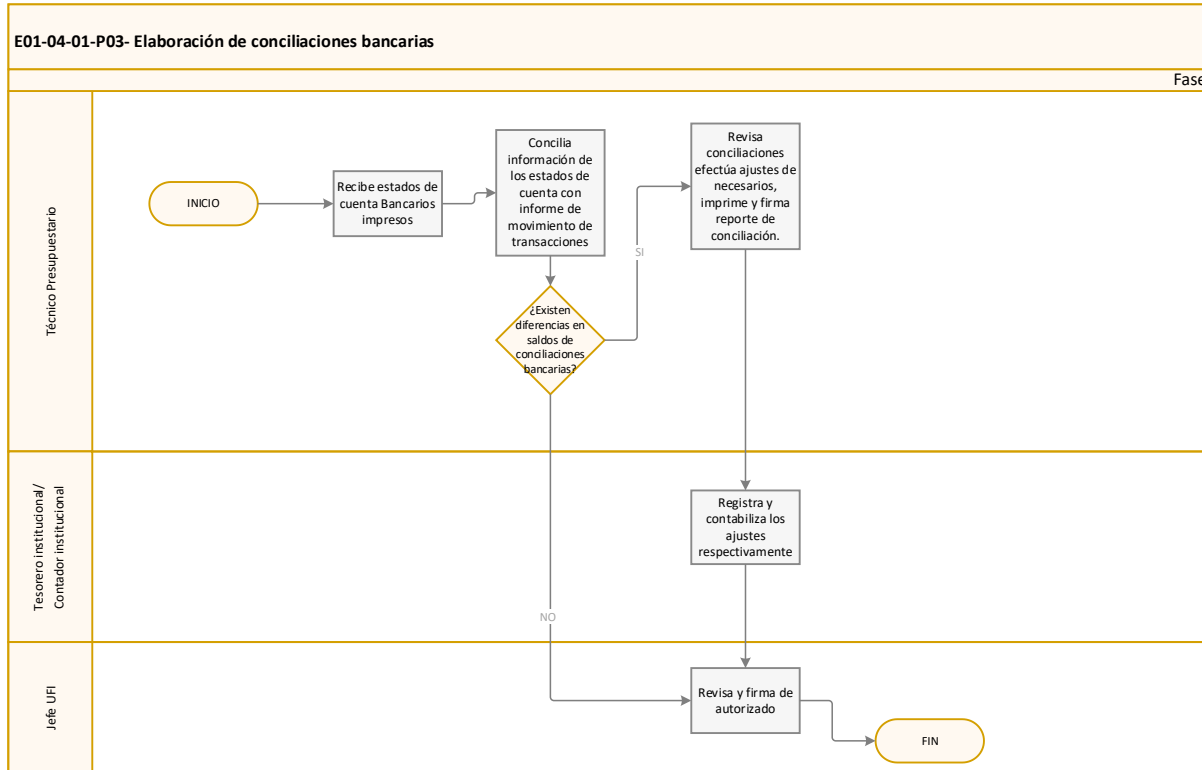 E01-04-01-P03- Elaboración de conciliaciones bancarias
Fase
Técnico Presupuestario
INICIO
Recibe estados de
cuenta Bancarios
impresos
Concilia
información de
los estados de
cuenta con
informe de
movimiento de
transacciones
¿Existen
diferencias en
saldos de
conciliaciones
bancarias?
SI
Revisa
conciliaciones
efectúa ajustes de
necesarios,
imprime y firma
reporte de
conciliación.
Tesorero institucional/
Contador institucional
Registra y
contabiliza los
ajustes
respectivamente
NO
Jefe UFI
Revisa y firma de
autorizado
FIN